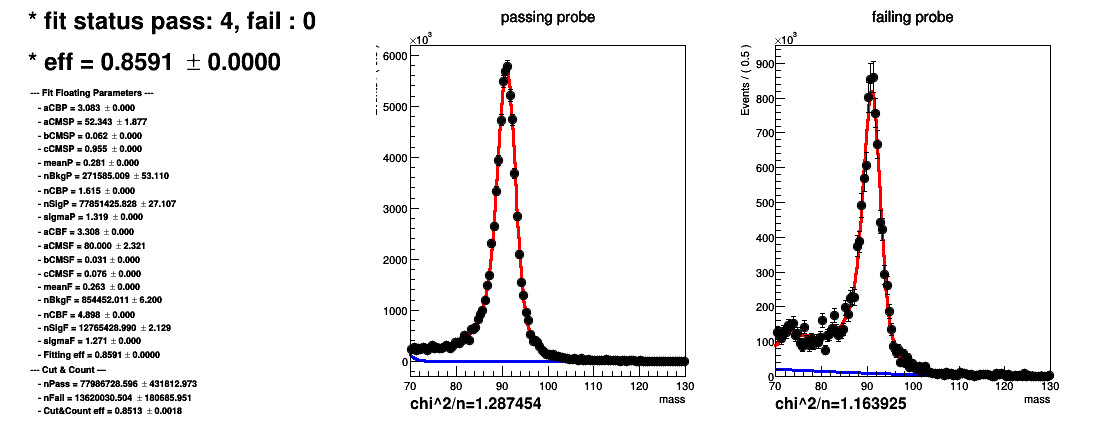 * fit status pass: 4, fail : 0
* eff = 0.8591 ± 0.0000
--- Fit Floating Parameters ---
- aCBP = 3.083 ± 0.000
- aCMSP = 52.343 ± 1.877
- bCMSP = 0.062 ± 0.000
- cCMSP = 0.955 ± 0.000
- meanP = 0.281 ± 0.000
- nBkgP = 271585.009 ± 53.110
- nCBP = 1.615 ± 0.000
- nSigP = 77851425.828 ± 27.107
- sigmaP = 1.319 ± 0.000
- aCBF = 3.308 ± 0.000
- aCMSF = 80.000 ± 2.321
- bCMSF = 0.031 ± 0.000
- cCMSF = 0.076 ± 0.000
- meanF = 0.263 ± 0.000
- nBkgF = 854452.011 ± 6.200
- nCBF = 4.898 ± 0.000
- nSigF = 12765428.990 ± 2.129
- sigmaF = 1.271 ± 0.000
- Fitting eff = 0.8591 ± 0.0000
--- Cut & Count ---
- nPass = 77986728.596 ± 431812.973
- nFail = 13620030.504 ± 180685.951
- Cut&Count eff = 0.8513 ± 0.0018
passing probe
×10³
6000
5000
4000
3000
2000
1000
0
70 80 90 100 110 120 130
mass
chi^2/n=1.287454
failing probe
×10³
Events / ( 0.5 )
900
800
700
600
500
400
300
200
100
0
70 80 90 100 110 120 130
mass
chi^2/n=1.163925